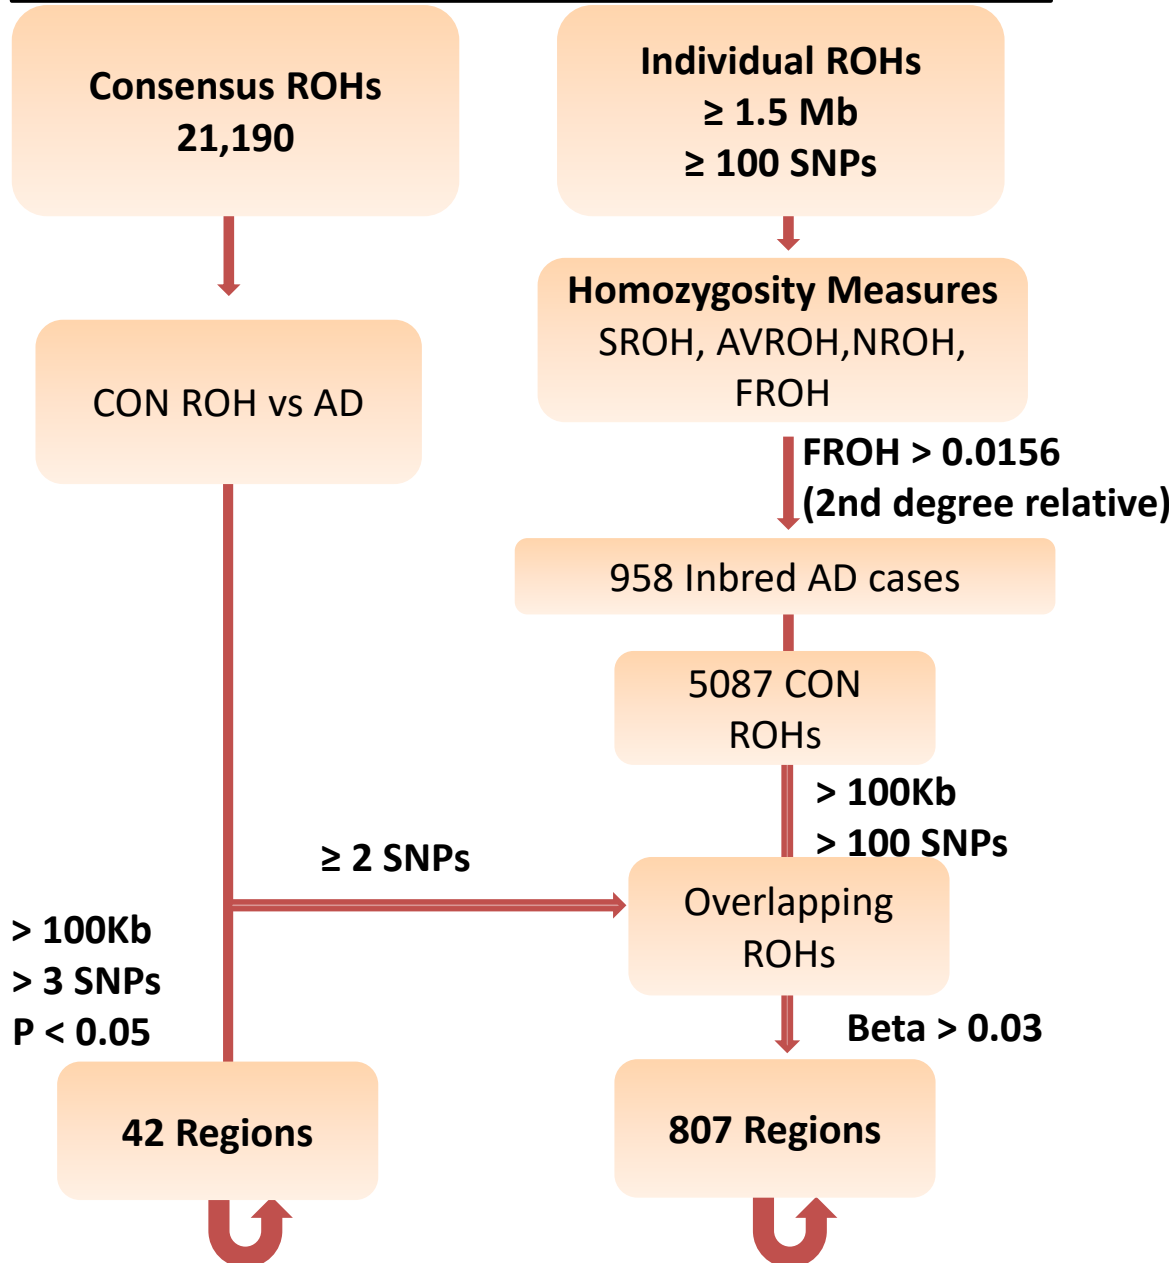 Consensus ROHs
21,190
Individual ROHs
≥ 1.5 Mb
≥ 100 SNPs
Homozygosity Measures
SROH, AVROH,NROH,
FROH
CON ROH vs AD
FROH > 0.0156
(2nd degree relative)
958 Inbred AD cases
5087 CON
ROHs
> 100Kb
> 100 SNPs
≥ 2 SNPs
Overlapping
ROHs
> 100Kb
> 3 SNPs
P < 0.05
Beta > 0.03
42 Regions
807 Regions